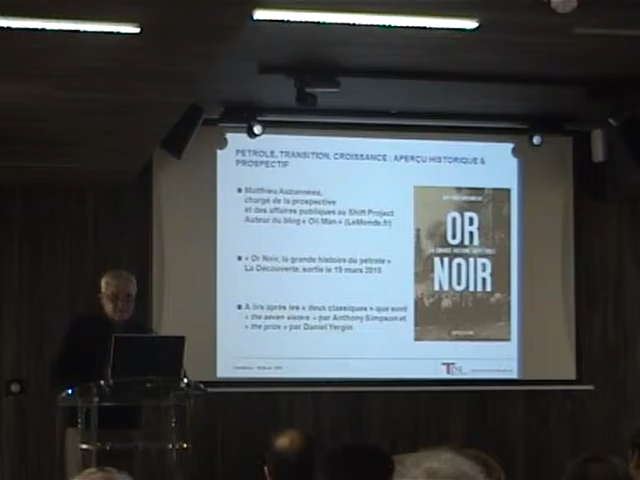 PETROLE, TRANSITION, CROISSANCE : APERÇU HISTORIQUE &
PROSPECTIF
Matthieu Auzanneau,
chargé de la prospective
et des affaires publiques au Shift Project
Auteur du blog « Oil Man » (LeMonde.fr)
« Or Noir, la grande histoire du pétrole »
La Découverte, sortie le 19 mars 2015
A lire après les « deux classiques » que sont
« the seven sisters » par Anthony Simpson et
« the prize » par Daniel Yergin
OR
NOIR